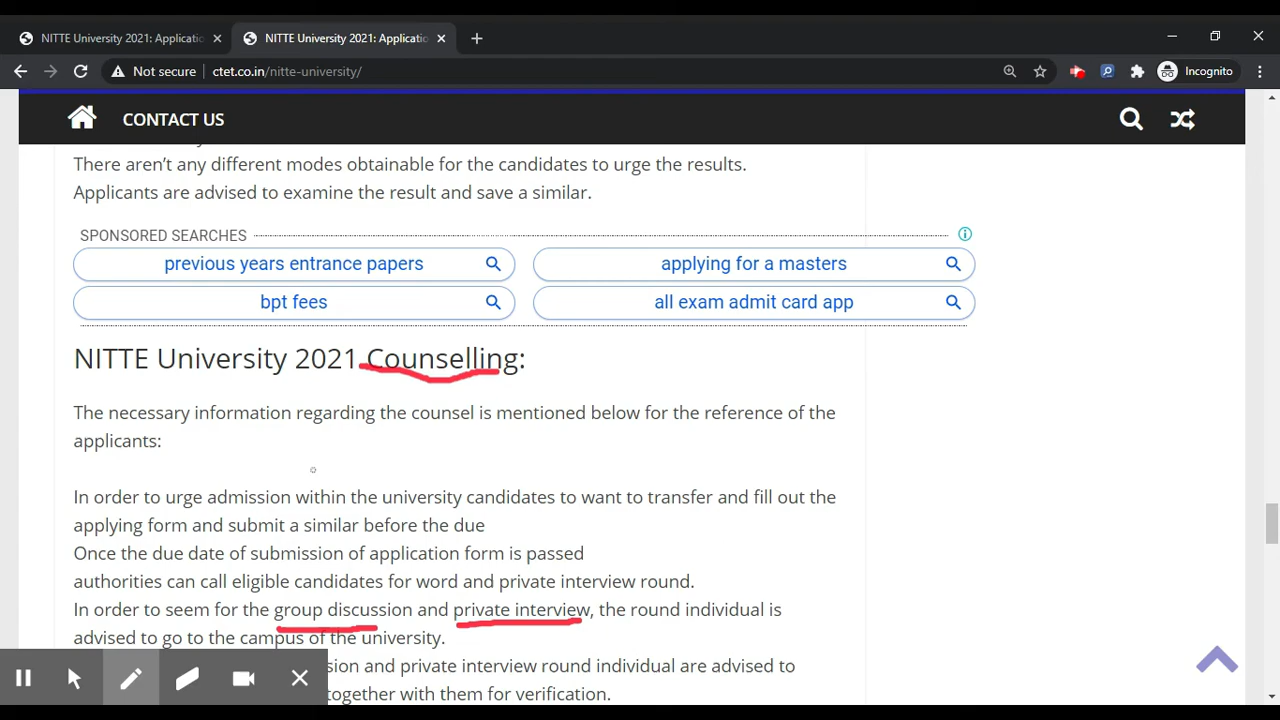 NITTE University 2021: Applicatio
NITTE University 2021: Applicatio
Not secure
ctet.co.in/nitte-university/
Incognito
CONTACT US
There aren’t any different modes obtainable for the candidates to urge the results.
Applicants are advised to examine the result and save a similar.
SPONSORED SEARCHES
previous years entrance papers
applying for a masters
bpt fees
all exam admit card app
NITTE University 2021 Counselling:
The necessary information regarding the counsel is mentioned below for the reference of the
applicants:
In order to urge admission within the university candidates to want to transfer and fill out the
applying form and submit a similar before the due
Once the due date of submission of application form is passed
authorities can call eligible candidates for word and private interview round.
In order to seem for the group discussion and private interview, the round individual is
advised to go to the campus of the university.
sion and private interview round individual are advised to
together with them for verification.